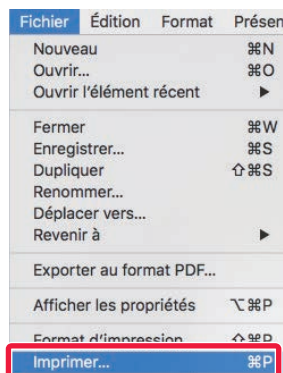 Fichier Édition Format Présen
Nouveau ⌘N
Ouvrir... ⌘O
Ouvrir l'élément récent ▶
Fermer ⌘W
Enregistrer... ⌘S
Dupliquer ⇧⌘S
Renommer...
Déplacer vers...
Revenir à ▶
Exporter au format PDF...
Afficher les propriétés ⌥⌘P
Format d'impression ⇧⌘P
Imprimer... ⌘P